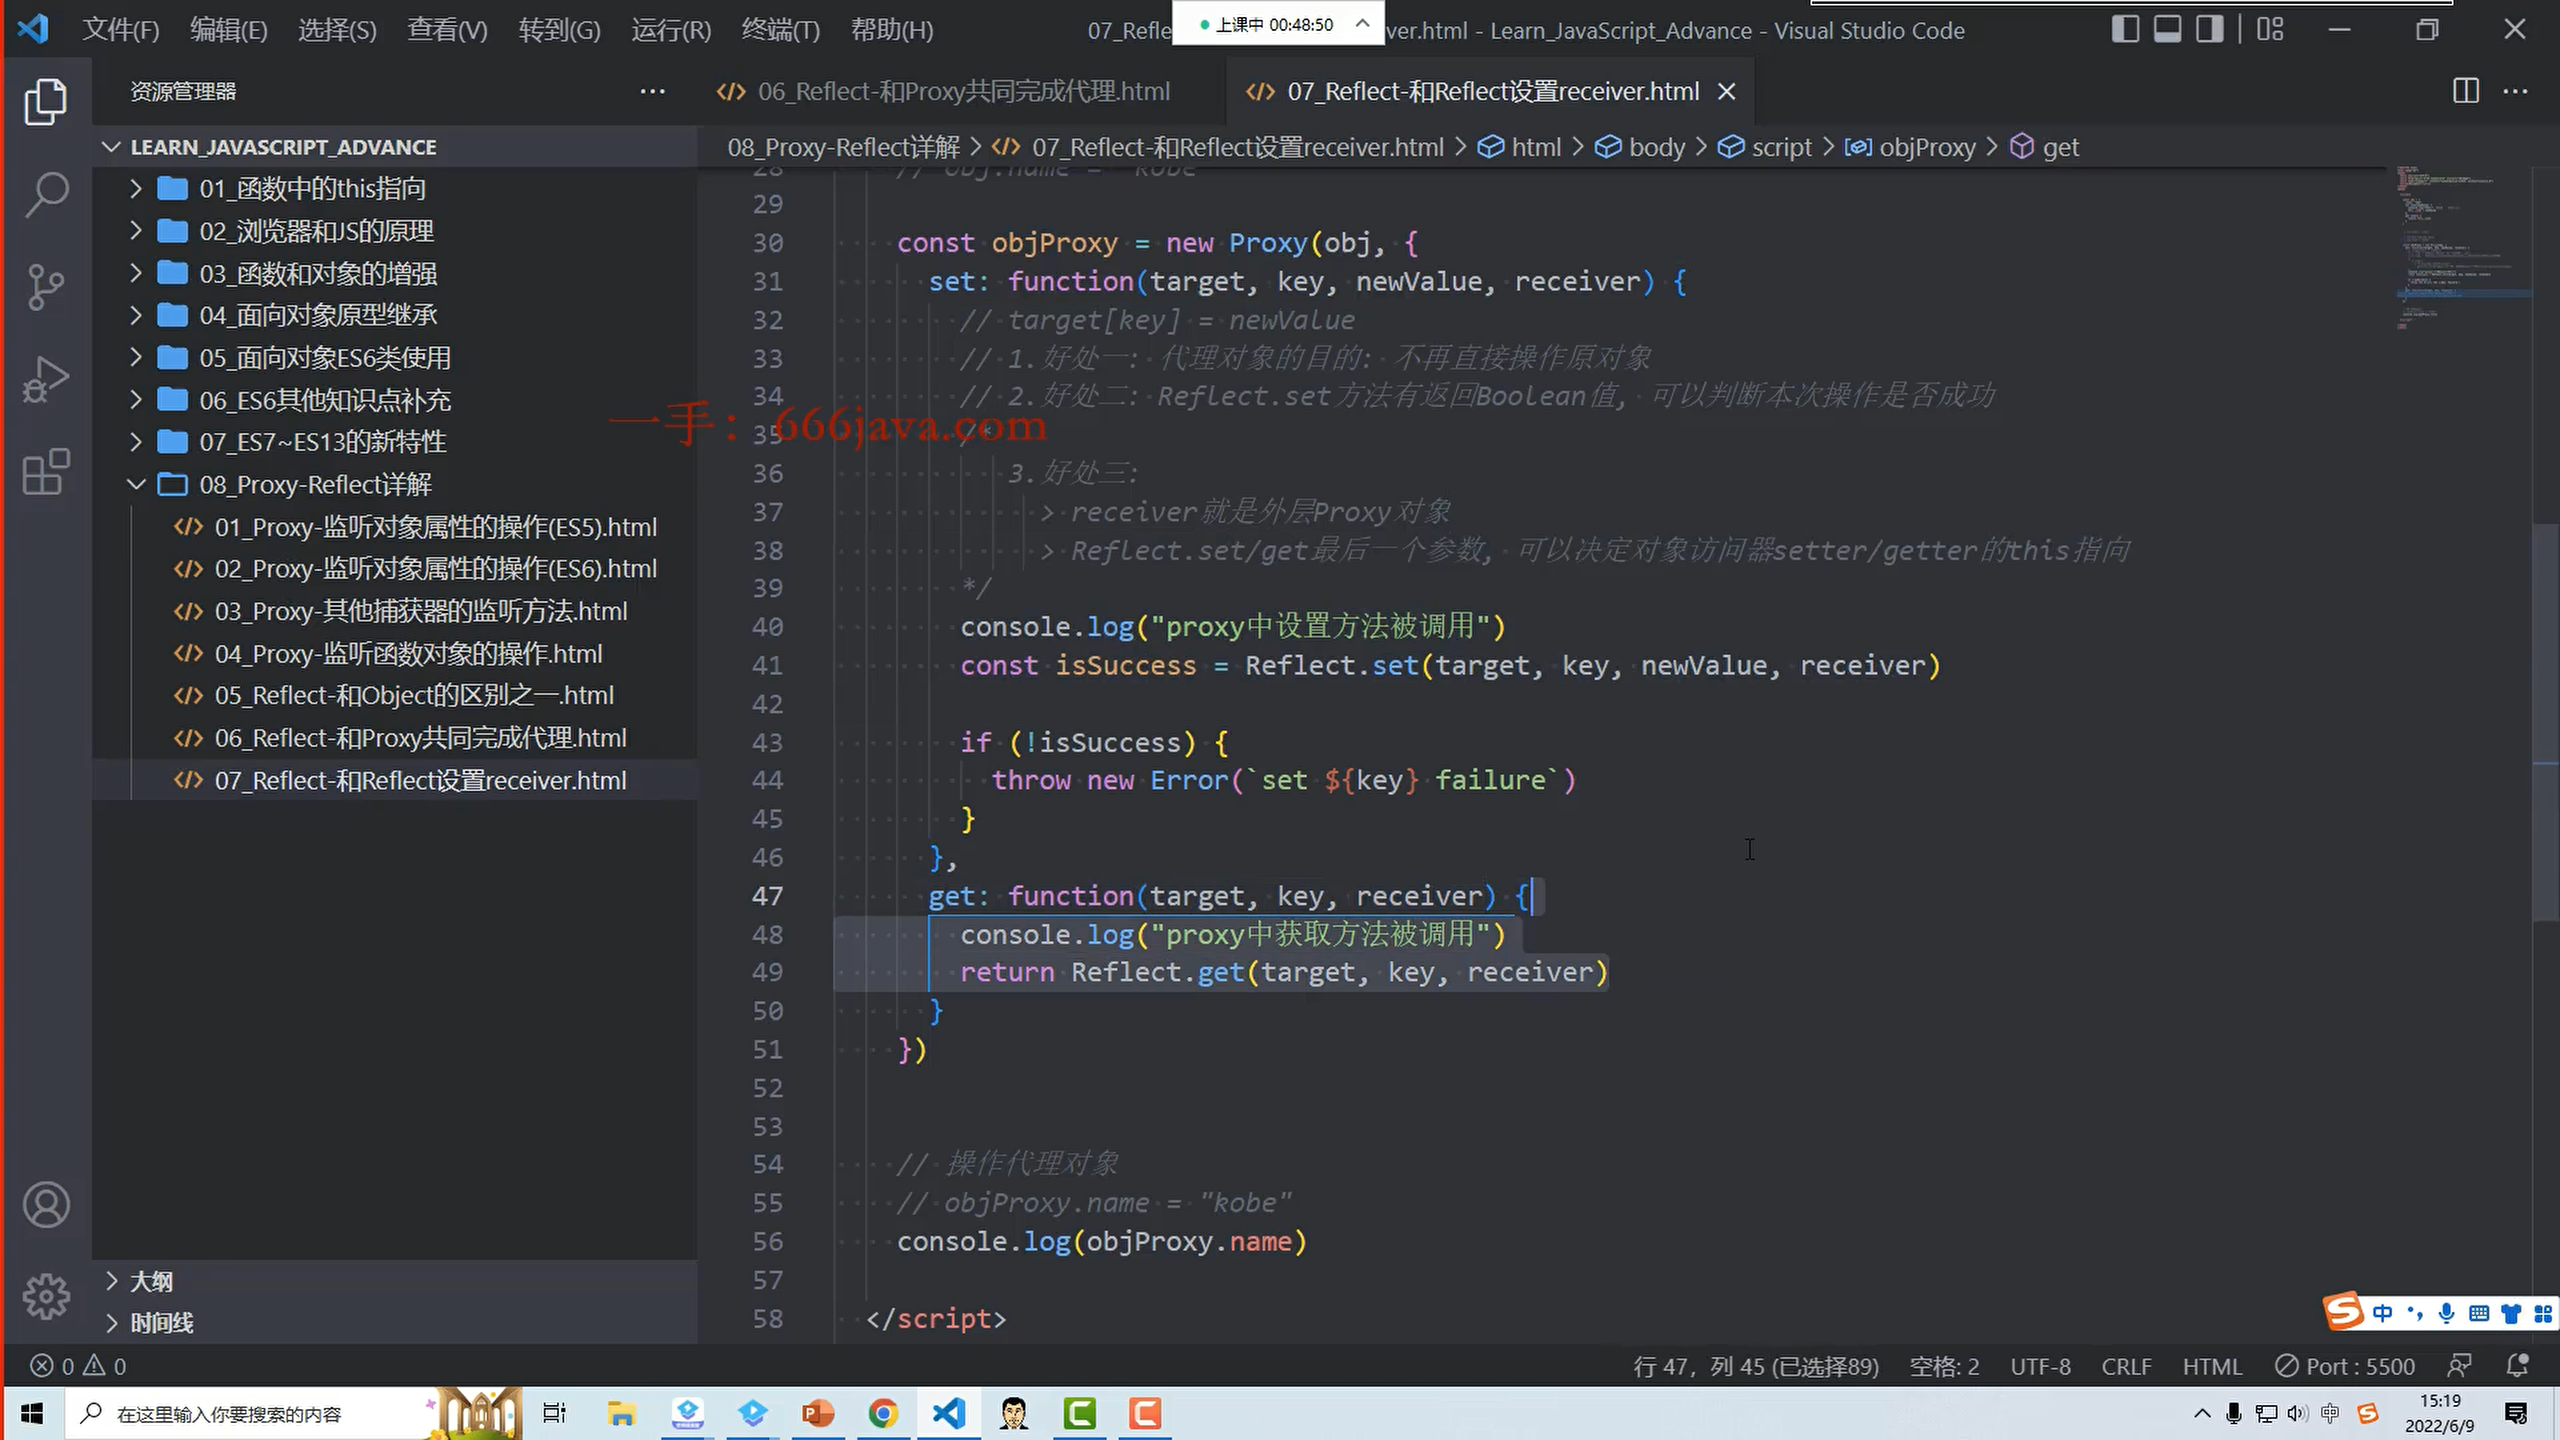 文件(F) 编辑(E) 选择(S) 查看(V) 转到(G) 运行(R) 终端(T) 帮助(H)
07_Refle
上课中 00:48:50
ver.html - Learn_JavaScript_Advance - Visual Studio Code
资源管理器
06_Reflect-和Proxy共同完成代理.html
07_Reflect-和Reflect设置receiver.html
LEARN_JAVASCRIPT_ADVANCE
08_Proxy-Reflect详解 > 07_Reflect-和Reflect设置receiver.html > html > body > script > objProxy > get
01_函数中的this指向
02_浏览器和JS的原理
03_函数和对象的增强
04_面向对象原型继承
05_面向对象ES6类使用
06_ES6其他知识点补充
07_ES7~ES13的新特性
08_Proxy-Reflect详解
01_Proxy-监听对象属性的操作(ES5).html
02_Proxy-监听对象属性的操作(ES6).html
03_Proxy-其他捕获器的监听方法.html
04_Proxy-监听函数对象的操作.html
05_Reflect-和Object的区别之一.html
06_Reflect-和Proxy共同完成代理.html
07_Reflect-和Reflect设置receiver.html
大纲
时间线
28 // obj.name = "kobe"
29
30 const objProxy = new Proxy(obj, {
31 set: function(target, key, newValue, receiver) {
32 // target[key] = newValue
33 // 1.好处一: 代理对象的目的: 不再直接操作原对象
34 // 2.好处二: Reflect.set方法有返回Boolean值, 可以判断本次操作是否成功
35 /*
一手：666java.com
36 3.好处三:
37 > receiver就是外层Proxy对象
38 > Reflect.set/get最后一个参数, 可以决定对象访问器setter/getter的this指向
39 */
40 console.log("proxy中设置方法被调用")
41 const isSuccess = Reflect.set(target, key, newValue, receiver)
42
43 if (!isSuccess) {
44 throw new Error(`set ${key} failure`)
45 }
46 },
47 get: function(target, key, receiver) {
48 console.log("proxy中获取方法被调用")
49 return Reflect.get(target, key, receiver)
50 }
51 })
52
53
54 // 操作代理对象
55 // objProxy.name = "kobe"
56 console.log(objProxy.name)
57
58 </script>
中
0 0
行 47，列 45 (已选择89) 空格: 2 UTF-8 CRLF HTML Port : 5500
在这里输入你要搜索的内容
中
15:19
2022/6/9